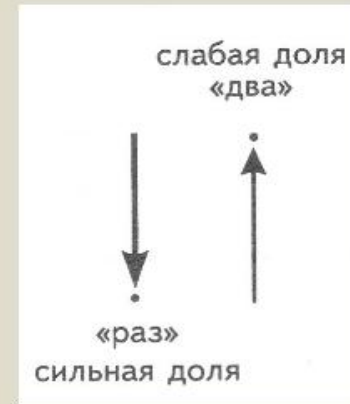 слабая доля
«два»
«раз»
сильная доля